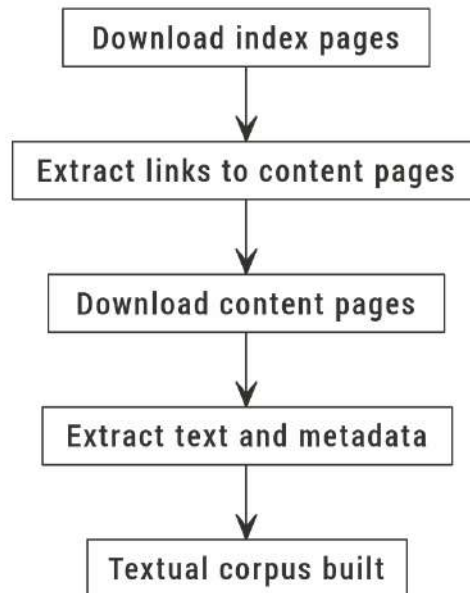 Download index pages
Extract links to content pages
Download content pages
Extract text and metadata
Textual corpus built